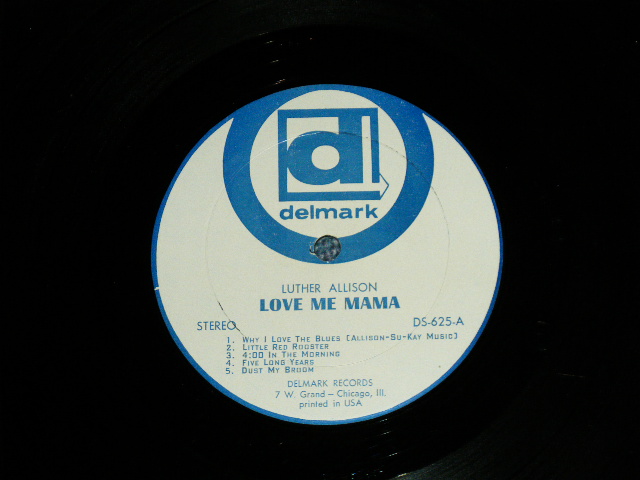 d
delmark
LUTHER ALLISON
LOVE ME MAMA
STEREO DS-625-A
1. WHY I LOVE THE BLUES (ALLISON-SU-KAY MUSIC)
2. LITTLE RED ROOSTER
3. 4:00 IN THE MORNING
4. FIVE LONG YEARS
5. DUST MY BROOM
DELMARK RECORDS
7 W. Grand – Chicago, Ill.
printed in USA